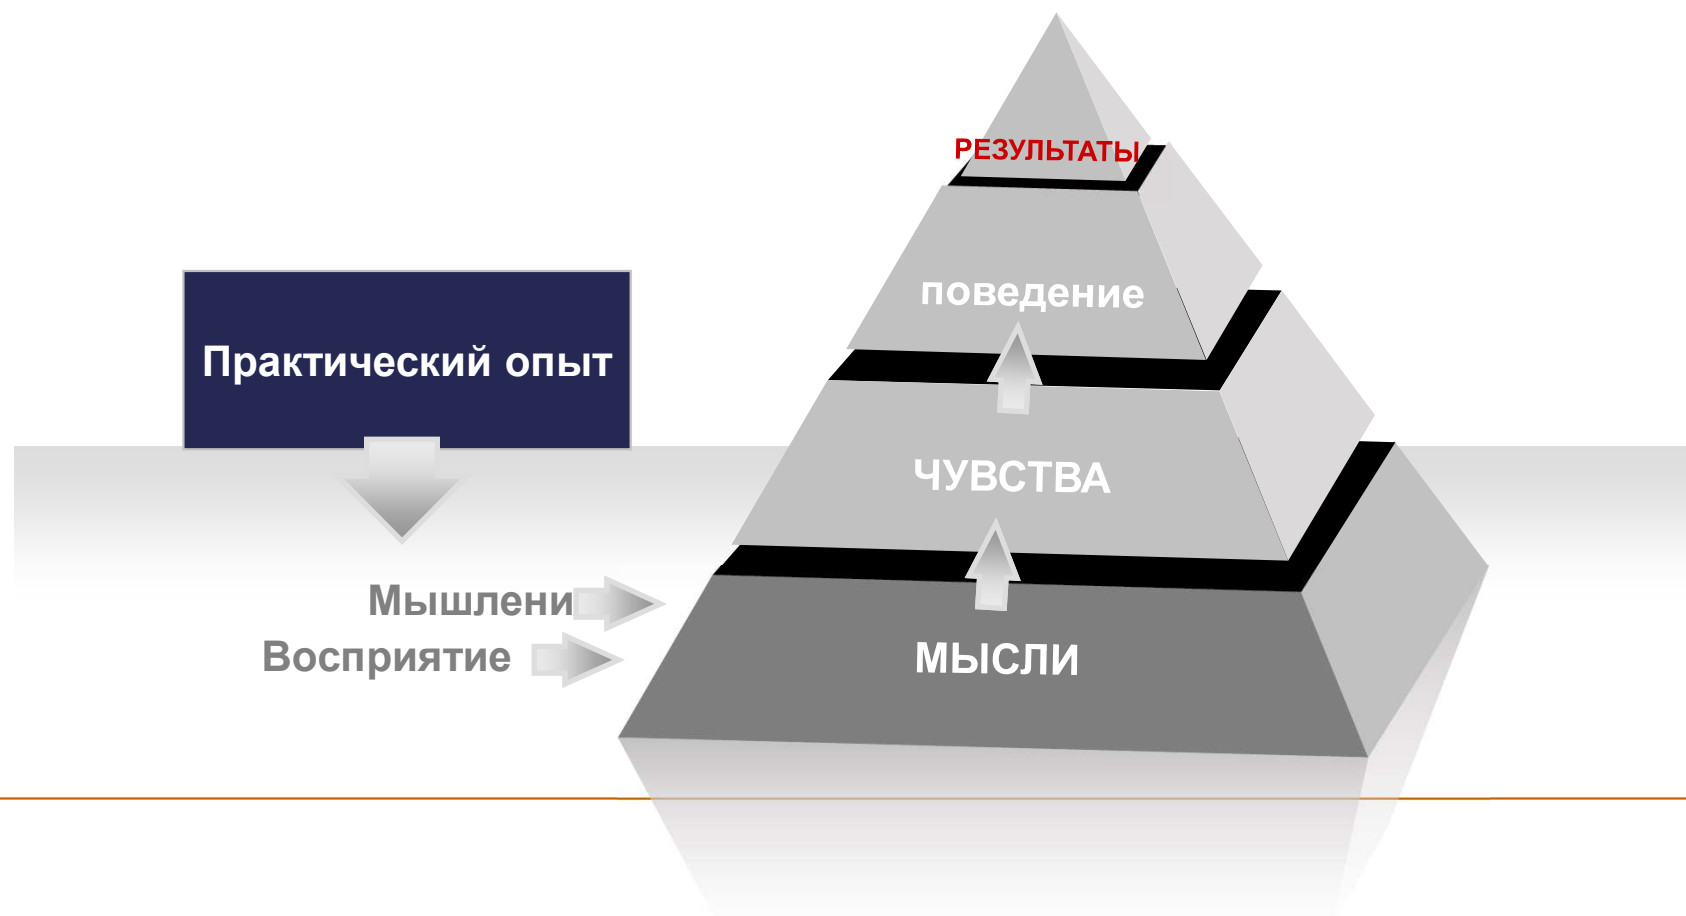 РЕЗУЛЬТАТЫ
поведение
Практический опыт
ЧУВСТВА
Мышлени
Восприятие
МЫСЛИ